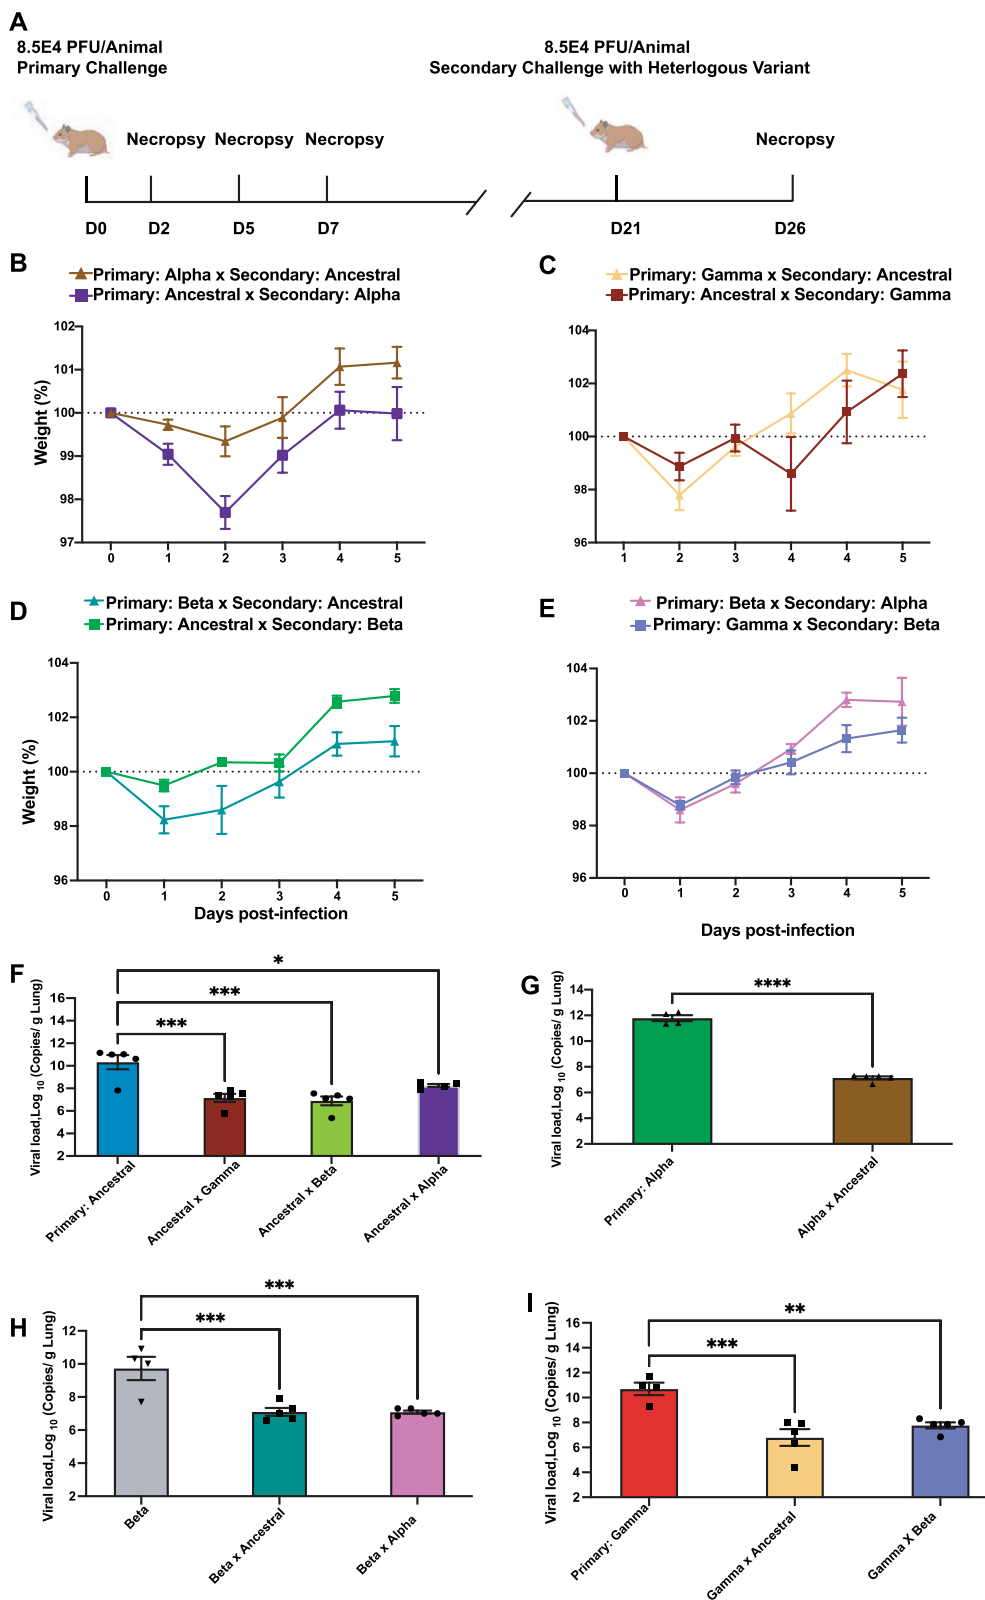 A
8.5E4 PFU/Animal
Primary Challenge
8.5E4 PFU/Animal
Secondary Challenge with Heterlogous Variant
Necropsy Necropsy Necropsy
Necropsy
D0 D2 D5 D7 D21 D26
B
Primary: Alpha x Secondary: Ancestral
Primary: Ancestral x Secondary: Alpha
Weight (%)
102
101
100
99
98
97
0 1 2 3 4 5
C
Primary: Gamma x Secondary: Ancestral
Primary: Ancestral x Secondary: Gamma
104
102
100
98
96
1 2 3 4 4 5
D
Primary: Beta x Secondary: Ancestral
Primary: Ancestral x Secondary: Beta
Weight (%)
104
102
100
98
96
0 1 2 3 4 5
Days post-infection
E
Primary: Beta x Secondary: Alpha
Primary: Gamma x Secondary: Beta
104
102
100
98
96
0 1 2 3 4 5
Days post-infection
F
Viral load,Log 10 (Copies/ g Lung)
16
14
12
10
8
6
4
2
*
***
***
Primary: Ancestral
Ancestral x Gamma
Ancestral x Beta
Ancestral x Alpha
G
Viral load,Log 10 (Copies/ g Lung)
14
12
10
8
6
4
2
****
Primary: Alpha
Alpha x Ancestral
H
Viral load,Log 10 (Copies/ g Lung)
12
10
8
6
4
2
***
***
Beta
Beta x Ancestral
Beta x Alpha
I
Viral load,Log 10 (Copies/ g Lung)
16
14
12
10
8
6
4
2
**
***
Primary: Gamma
Gamma x Ancestral
Gamma X Beta